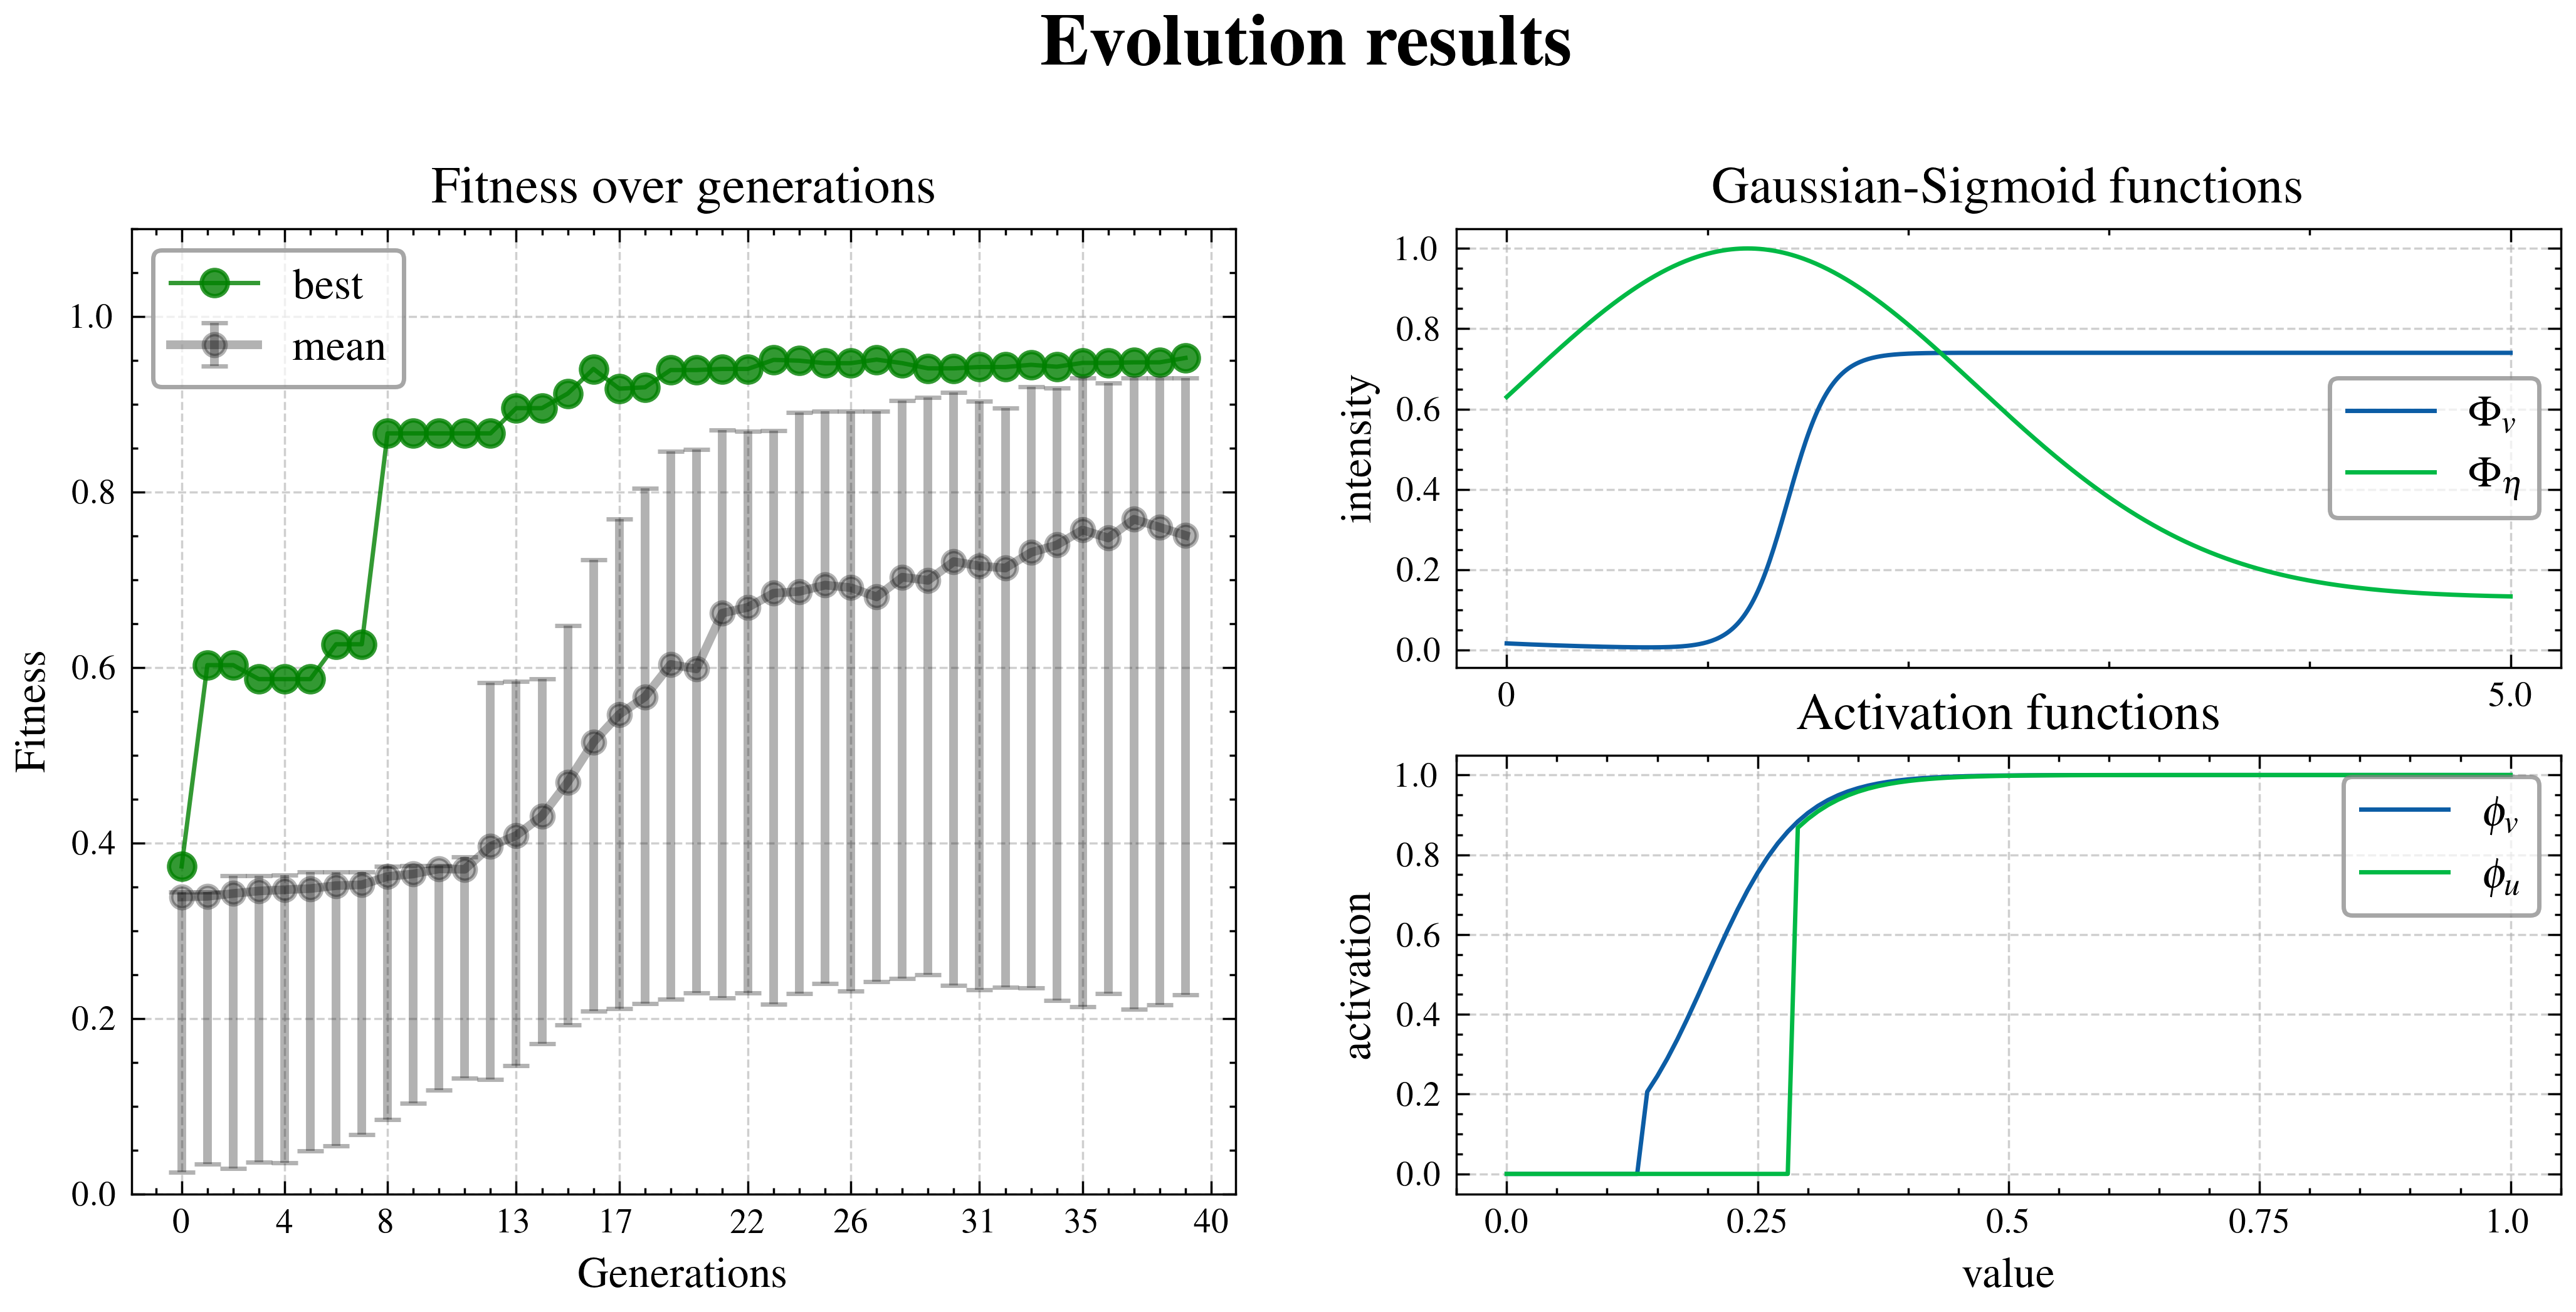 Evolution results
Fitness over generations
best
mean
Fitness
1.0
0.8
0.6
0.4
0.2
0.0
0 4 8 13 17 22 26 31 35 40
Generations
Gaussian-Sigmoid functions
intensity
1.0
0.8
0.6
0.4
0.2
0.0
Φν
Φη
0 5.0
Activation functions
activation
1.0
0.8
0.6
0.4
0.2
0.0
ϕν
ϕu
0.0 0.25 0.5 0.75 1.0
value